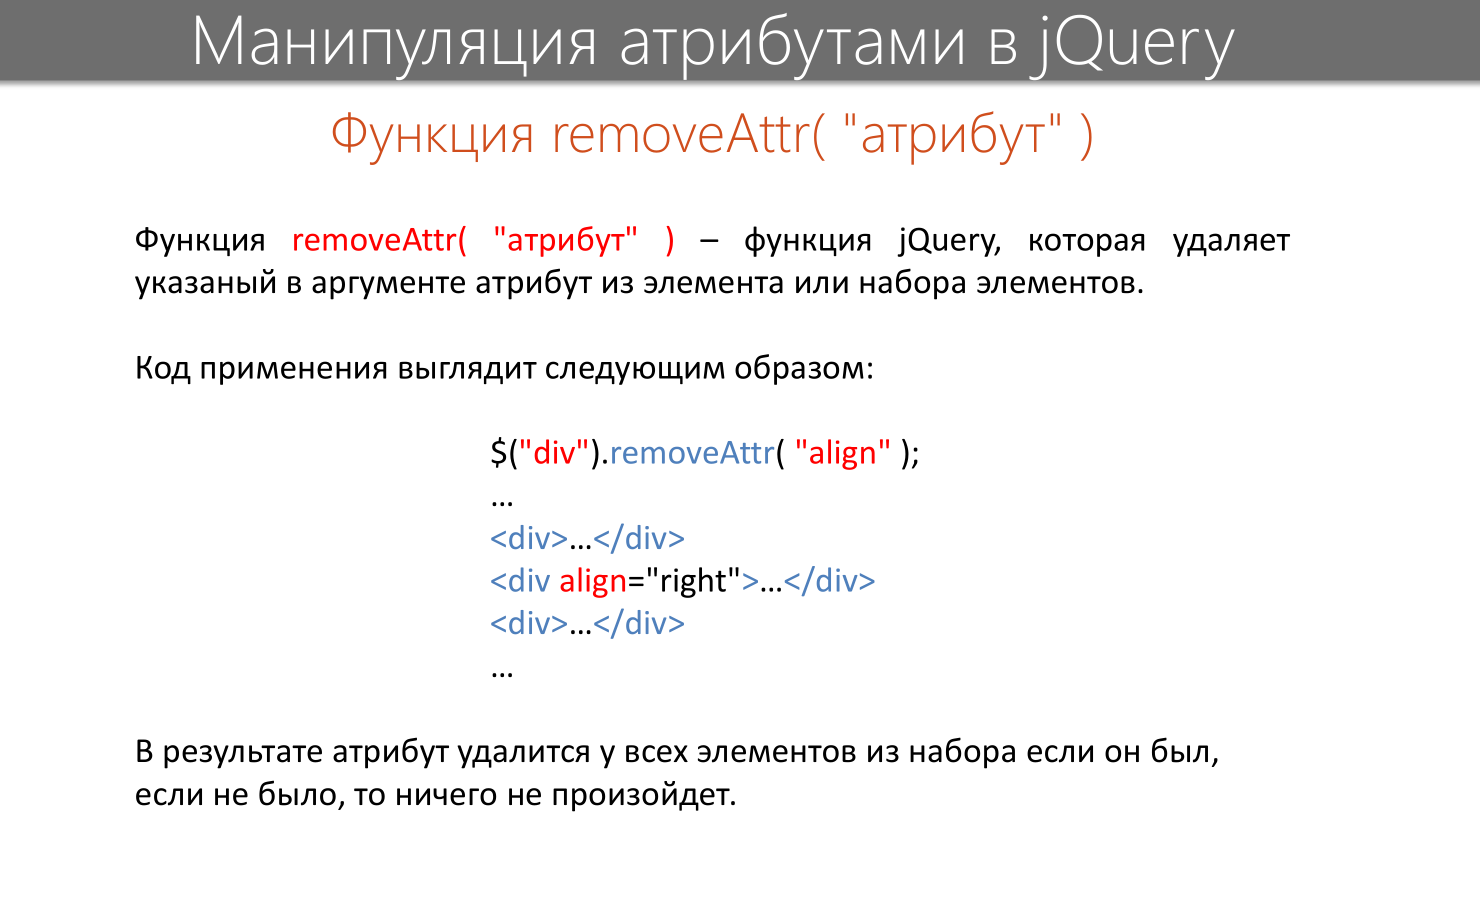 Манипуляция атрибутами в jQuery
Функция removeAttr( "атрибут" )
Функция removeAttr( "атрибут" ) – функция jQuery, которая удаляет
указаный в аргументе атрибут из элемента или набора элементов.
Код применения выглядит следующим образом:
$("div").removeAttr( "align" );
…
<div>…</div>
<div align="right">…</div>
<div>…</div>
…
В результате атрибут удалится у всех элементов из набора если он был,
если не было, то ничего не произойдет.